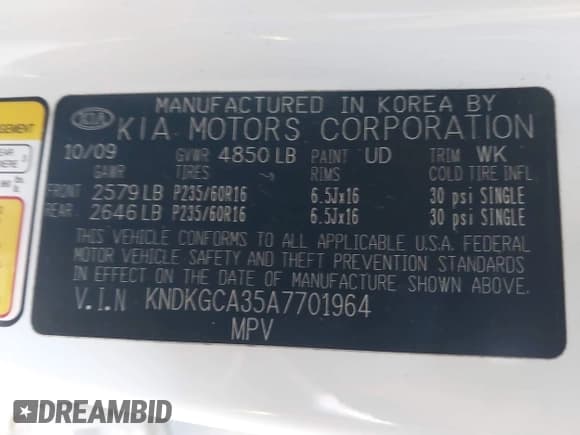 MANUFACTURED IN KOREA BY
KIA KIA MOTORS CORPORATION
10/09 GVWR 4850 LB PAINT UD TRIM WK
GAWR TIRES RIMS COLD TIRE INFL.
FRONT 2579 LB P235/60R16 6.5Jx16 30 psi SINGLE
REAR 2646 LB P235/60R16 6.5Jx16 30 psi SINGLE
THIS VEHICLE CONFORMS TO ALL APPLICABLE U.S.A. FEDERAL
MOTOR VEHICLE SAFETY AND THEFT PREVENTION STANDARDS
IN EFFECT ON THE DATE OF MANUFACTURE SHOWN ABOVE.
V.I.N KNDKGCA35A7701964
MPV
DREAMBID